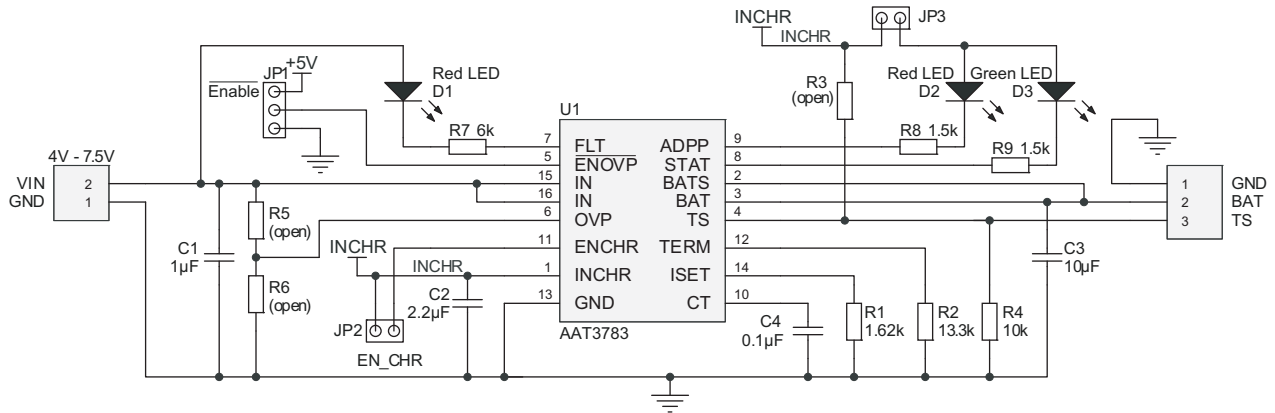 INCHR
INCHR
JP3
JP1
+5V
Enable
Red LED
D1
R3
(open)
Red LED
D2
Green LED
D3
U1
R7 6k
R8 1.5k
R9 1.5k
4V - 7.5V
VIN 2
GND 1
7 FLT
5 ENOVP
15 IN
16 IN
6 OVP
11 ENCHR
1 INCHR
13 GND
ADPP 9
STAT 8
BATS 2
BAT 3
TS 4
TERM 12
ISET 14
CT 10
AAT3783
1 GND
2 BAT
3 TS
R5
(open)
C1
1µF
R6
(open)
INCHR
INCHR
C2
2.2µF
JP2
EN_CHR
C4
0.1µF
R1
1.62k
R2
13.3k
R4
10k
C3
10µF